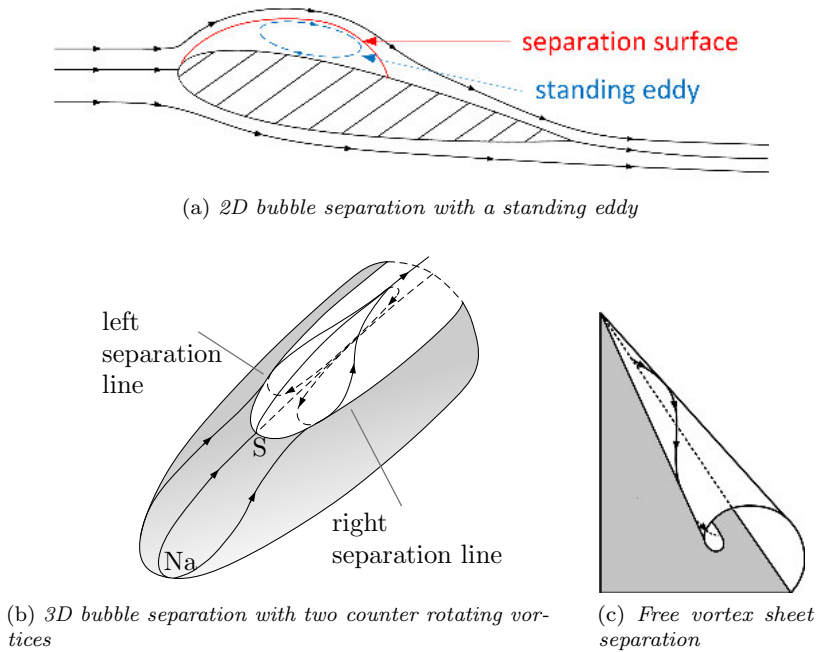 separation surface
standing eddy
(a) 2D bubble separation with a standing eddy
left
separation
line
S
right
separation line
Na
(b) 3D bubble separation with two counter rotating vor-
tices
(c) Free vortex sheet
separation